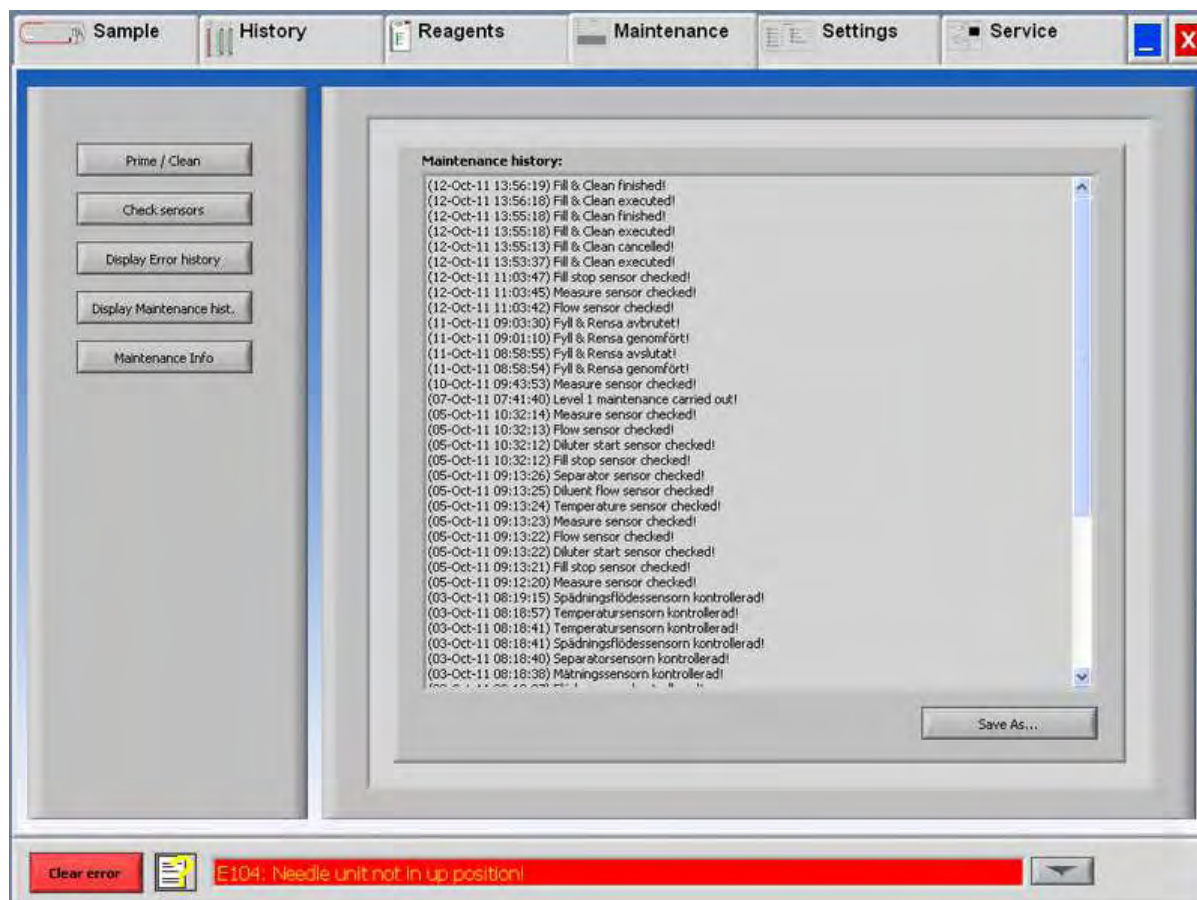 Sample
History
Reagents
Maintenance
Settings
Service
X
Prime / Clean
Check sensors
Display Error history
Display Maintenance hist.
Maintenance Info
Maintenance history:
(12-Oct-11 13:56:19) Fill & Clean finished!
(12-Oct-11 13:56:18) Fill & Clean executed!
(12-Oct-11 13:55:18) Fill & Clean finished!
(12-Oct-11 13:55:18) Fill & Clean executed!
(12-Oct-11 13:55:13) Fill & Clean cancelled!
(12-Oct-11 13:53:37) Fill & Clean executed!
(12-Oct-11 11:03:47) Fill stop sensor checked!
(12-Oct-11 11:03:45) Measure sensor checked!
(12-Oct-11 11:03:42) Flow sensor checked!
(11-Oct-11 09:03:30) Fyll & Rensa avbrutet!
(11-Oct-11 09:01:10) Fyll & Rensa genomfört!
(11-Oct-11 08:58:55) Fyll & Rensa avslutat!
(11-Oct-11 08:58:54) Fyll & Rensa genomfört!
(10-Oct-11 09:43:53) Measure sensor checked!
(07-Oct-11 07:41:40) Level 1 maintenance carried out!
(05-Oct-11 10:32:14) Measure sensor checked!
(05-Oct-11 10:32:13) Flow sensor checked!
(05-Oct-11 10:32:12) Diluter start sensor checked!
(05-Oct-11 10:32:12) Fill stop sensor checked!
(05-Oct-11 09:13:26) Separator sensor checked!
(05-Oct-11 09:13:25) Diluent flow sensor checked!
(05-Oct-11 09:13:24) Temperature sensor checked!
(05-Oct-11 09:13:23) Measure sensor checked!
(05-Oct-11 09:13:22) Flow sensor checked!
(05-Oct-11 09:13:22) Diluter start sensor checked!
(05-Oct-11 09:13:21) Fill stop sensor checked!
(05-Oct-11 09:12:20) Measure sensor checked!
(03-Oct-11 08:19:15) Spädningsflödessensorn kontrollerad!
(03-Oct-11 08:18:57) Temperatursensorn kontrollerad!
(03-Oct-11 08:18:41) Temperatursensorn kontrollerad!
(03-Oct-11 08:18:41) Spädningsflödessensorn kontrollerad!
(03-Oct-11 08:18:40) Separatorsensorn kontrollerad!
(03-Oct-11 08:18:38) Mätningssensorn kontrollerad!
Save As...
Clear error
E104: Needle unit not in up position!